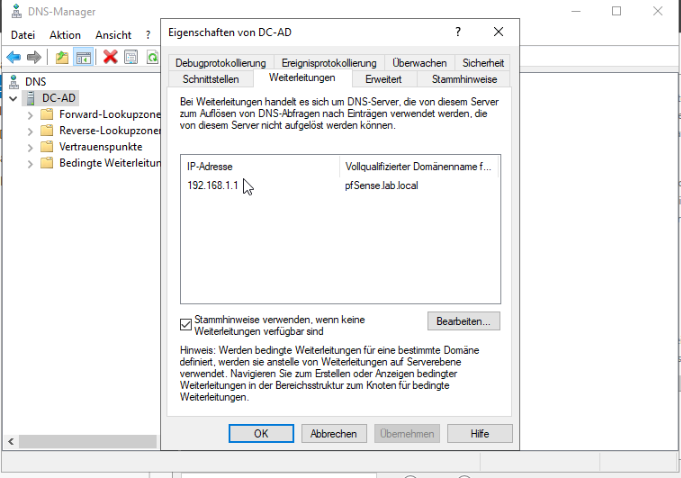 DNS-Manager
Datei Aktion Ansicht ?
DNS
DC-AD
Forward-Lookupzone
Reverse-Lookupzone
Vertrauenspunkte
Bedingte Weiterleitun
Eigenschaften von DC-AD
? ×
Debugprotokollierung Ereignisprotokollierung Überwachen Sicherheit
Schnittstellen Weiterleitungen Erweitert Stammhinweise
Bei Weiterleitungen handelt es sich um DNS-Server, die von diesem Server
zum Auflösen von DNS-Abfragen nach Einträgen verwendet werden, die
von diesem Server nicht aufgelöst werden können.
IP-Adresse Vollqualifizierter Domänenname f...
192.168.1.1 pfSense.lab.local
Stammhinweise verwenden, wenn keine
Weiterleitungen verfügbar sind
Bearbeiten...
Hinweis: Werden bedingte Weiterleitungen für eine bestimmte Domäne
definiert, werden sie anstelle von Weiterleitungen auf Serverebene
verwendet. Navigieren Sie zum Erstellen oder Anzeigen bedingter
Weiterleitungen in der Bereichsstruktur zum Knoten für bedingte
Weiterleitungen.
OK Abbrechen Übernehmen Hilfe